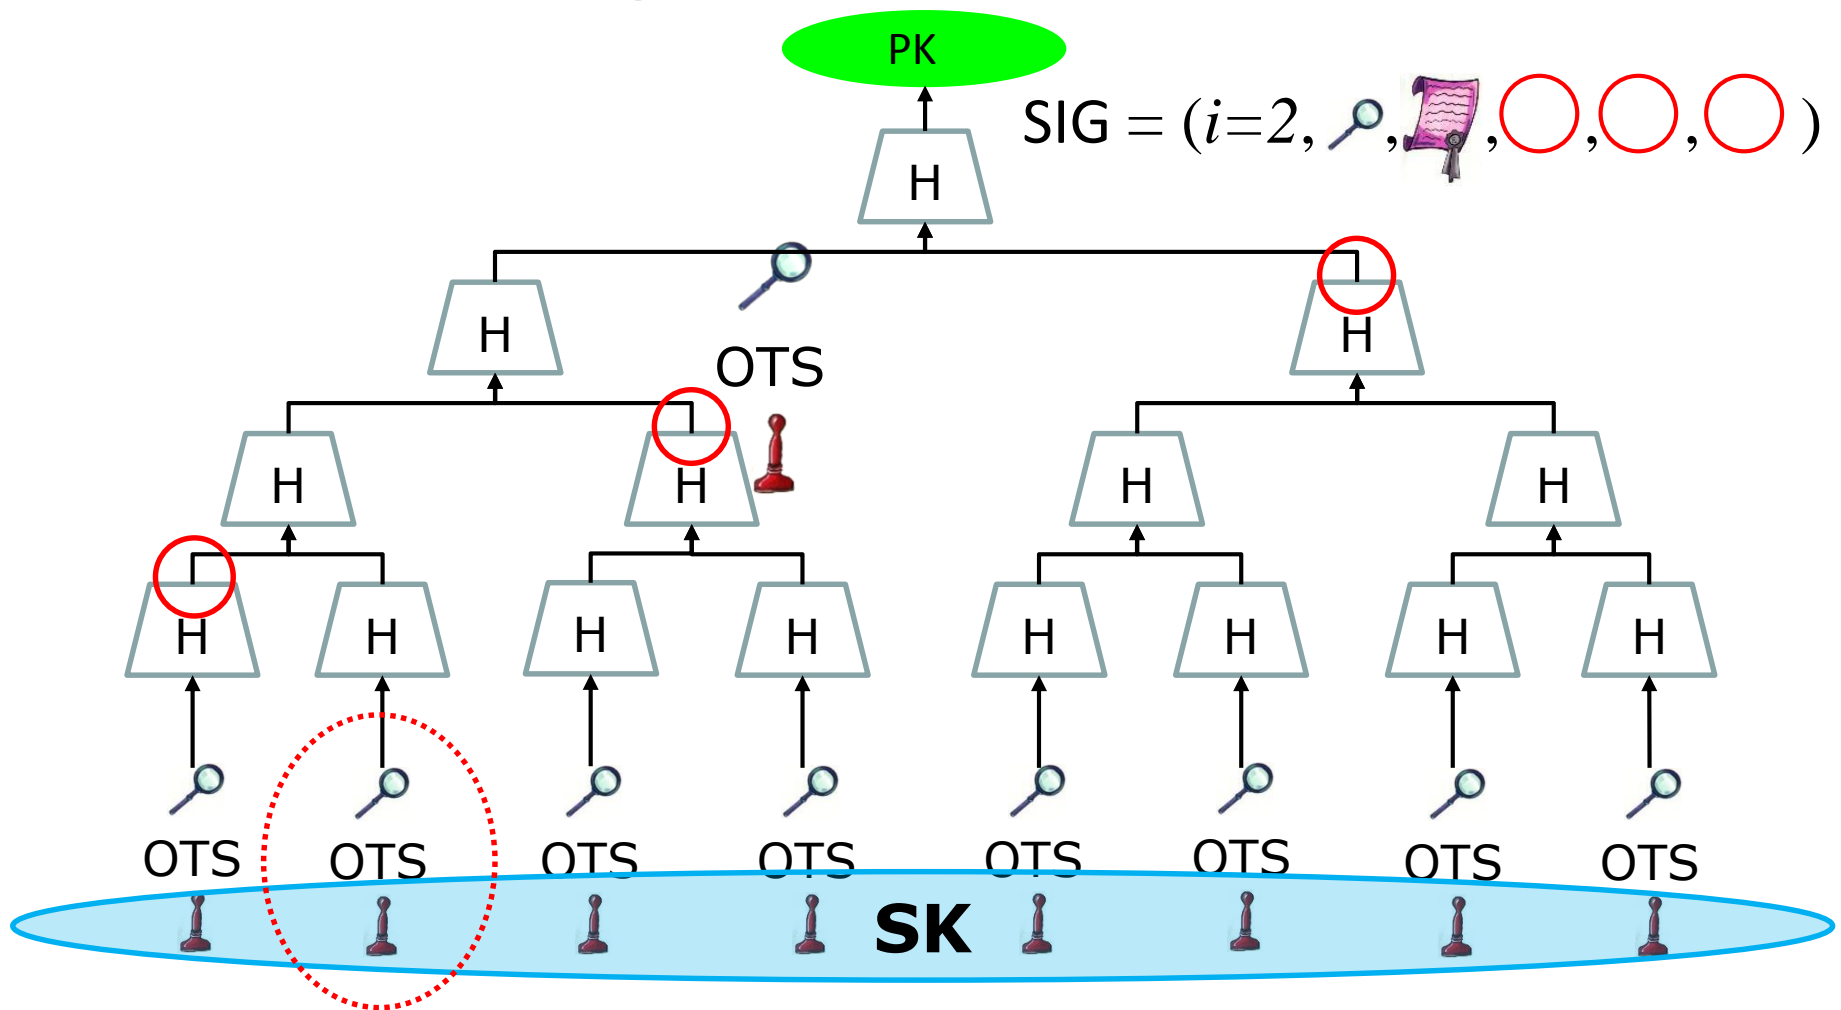 PK
SIG = (i=2, , , , , )
H
H H
OTS
H H H H
H H H H H H H H
OTS OTS OTS OTS OTS OTS OTS OTS
SK